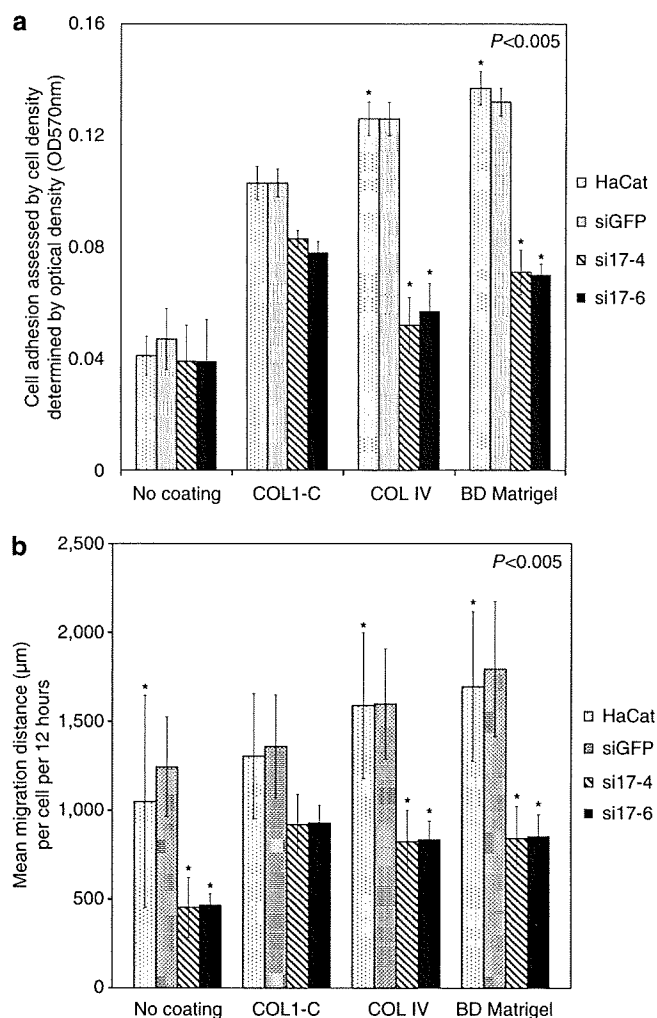 a
P<0.005
Cell adhesion assessed by cell density
determined by optical density (OD570nm)
0.16
0.12
0.08
0.04
0
* * * * * *
HaCat
siGFP
si17-4
si17-6
No coating COL1-C COL IV BD Matrigel
b
P<0.005
Mean migration distance (µm)
per cell per 12 hours
2,500
2,000
1,500
1,000
500
0
* * * * * * * * *
HaCat
siGFP
si17-4
si17-6
No coating COL1-C COL IV BD Matrigel